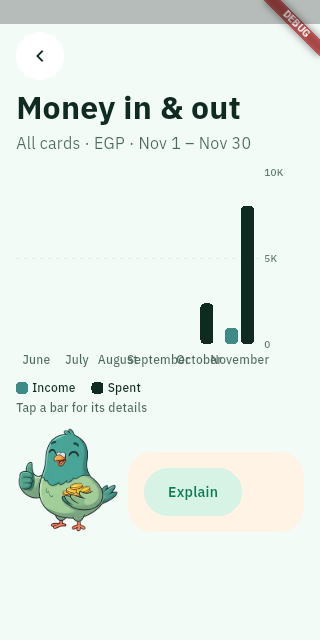 DEBUG
Money in & out
All cards · EGP · Nov 1 – Nov 30
10K
5K
0
June July August September October November
Income Spent
Tap a bar for its details
Explain